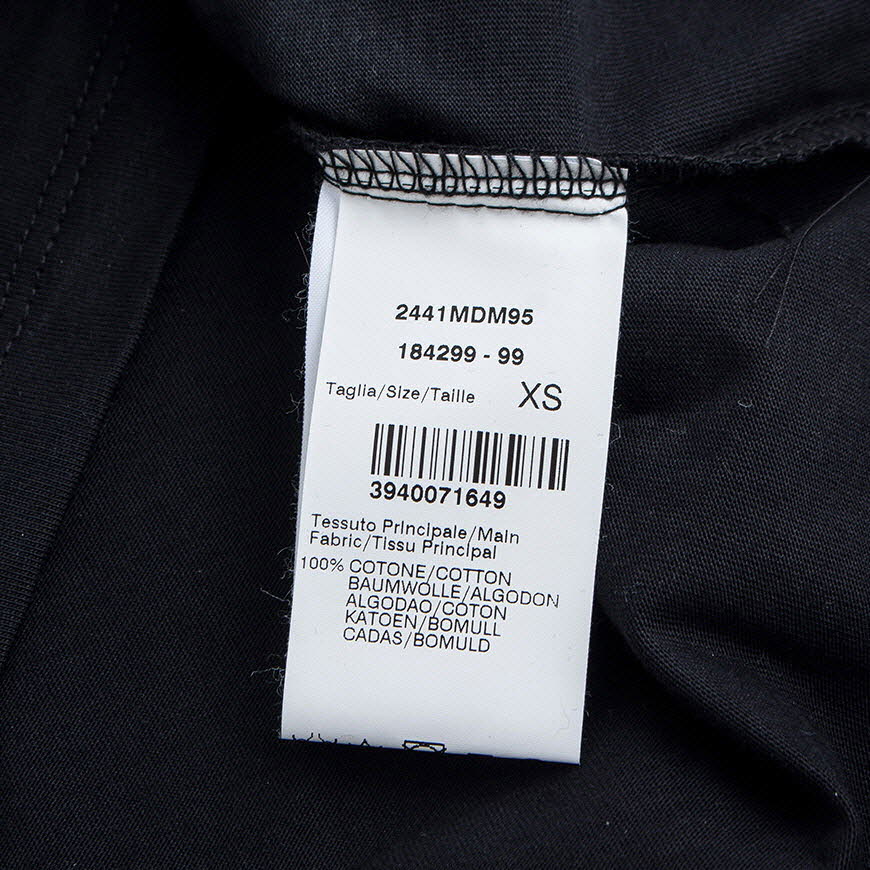 2441MDM95
184299 - 99
Taglia/Size/Taille XS
3940071649
Tessuto Principale/Main
Fabric/Tissu Principal
100% COTONE/COTTON
BAUMWOLLE/ALGODON
ALGODAO/COTON
KATOEN/BOMULL
CADAS/BOMULD